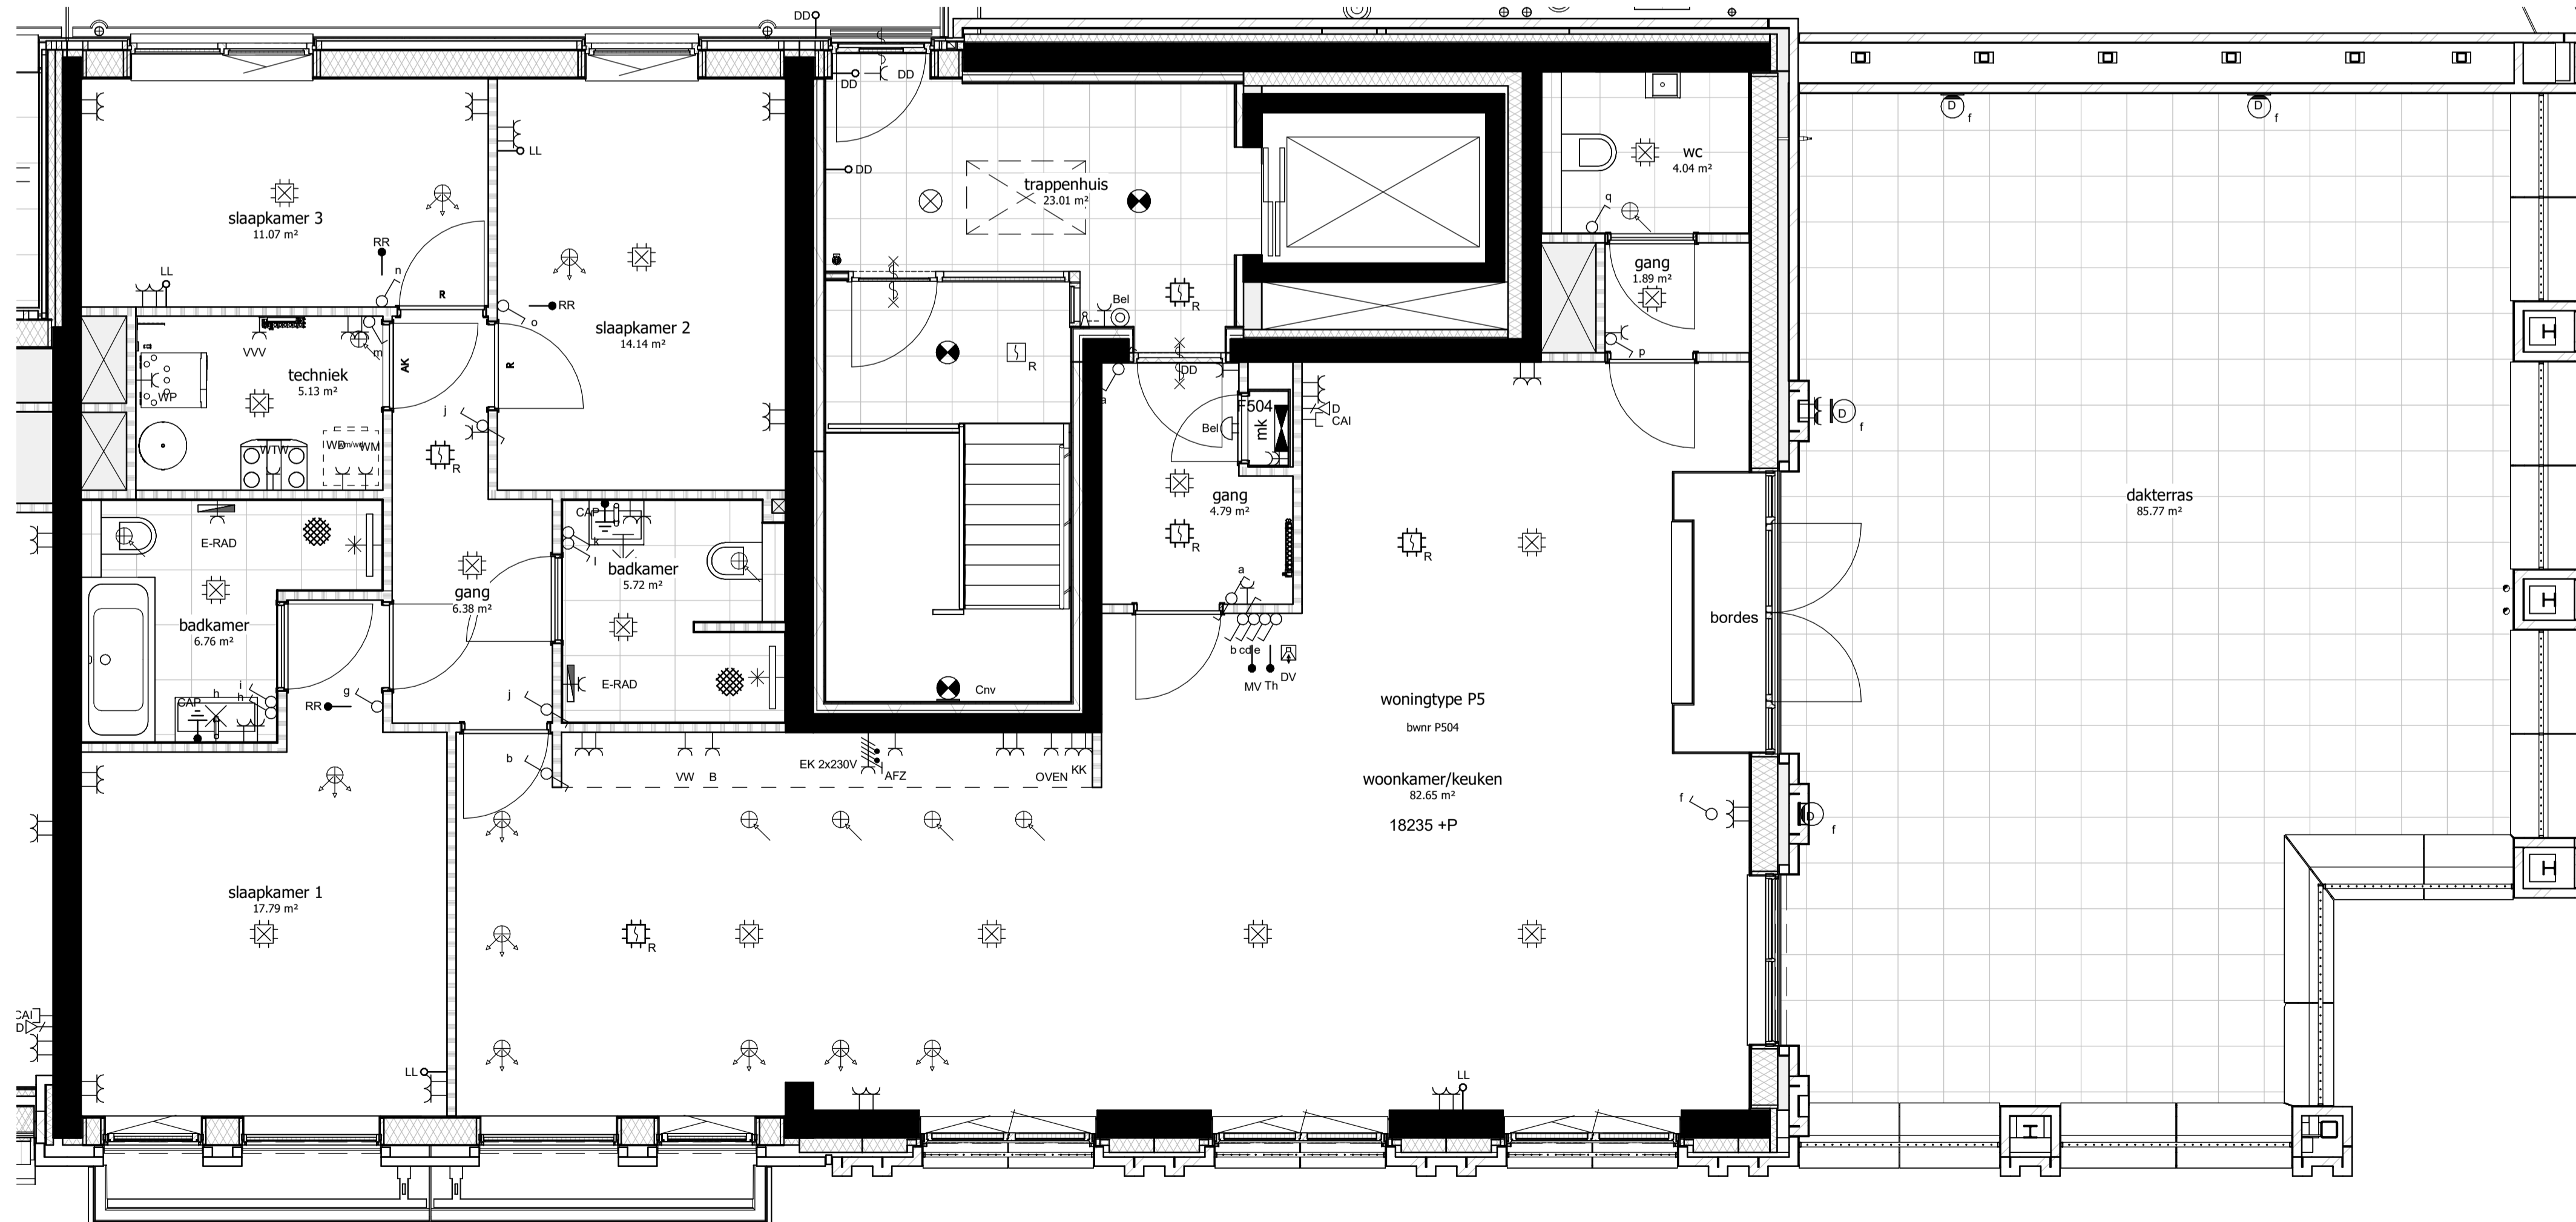 DD
DD
DD
DD
LL
slaapkamer 3
11.07 m²
RR
LL
n
R
RR
o
slaapkamer 2
14.14 m²
trappenhuis
23.01 m²
R
Bel
R
DD
a
wc
4.04 m²
q
gang
1.89 m²
p
D
f
D
f
D
f
VVV
m
techniek
5.13 m²
WP
AK
R
j
WTW
WD
WM
R
F504
mk
Bel
D
CAI
gang
4.79 m²
R
a
R
dakterras
85.77 m²
E-RAD
CAP
k
l
badkamer
5.72 m²
gang
6.38 m²
badkamer
6.76 m²
i
h
h
CAP
g
RR
j
E-RAD
Cnv
b c d e
MV
Th
DV
bordes
woningtype P5
bwnr P504
woonkamer/keuken
82.65 m²
18235 +P
b
VW
B
EK 2x230V
AFZ
OVEN
KK
f
D
f
slaapkamer 1
17.79 m²
R
LL
LL
CAI
D
H
H
H
H